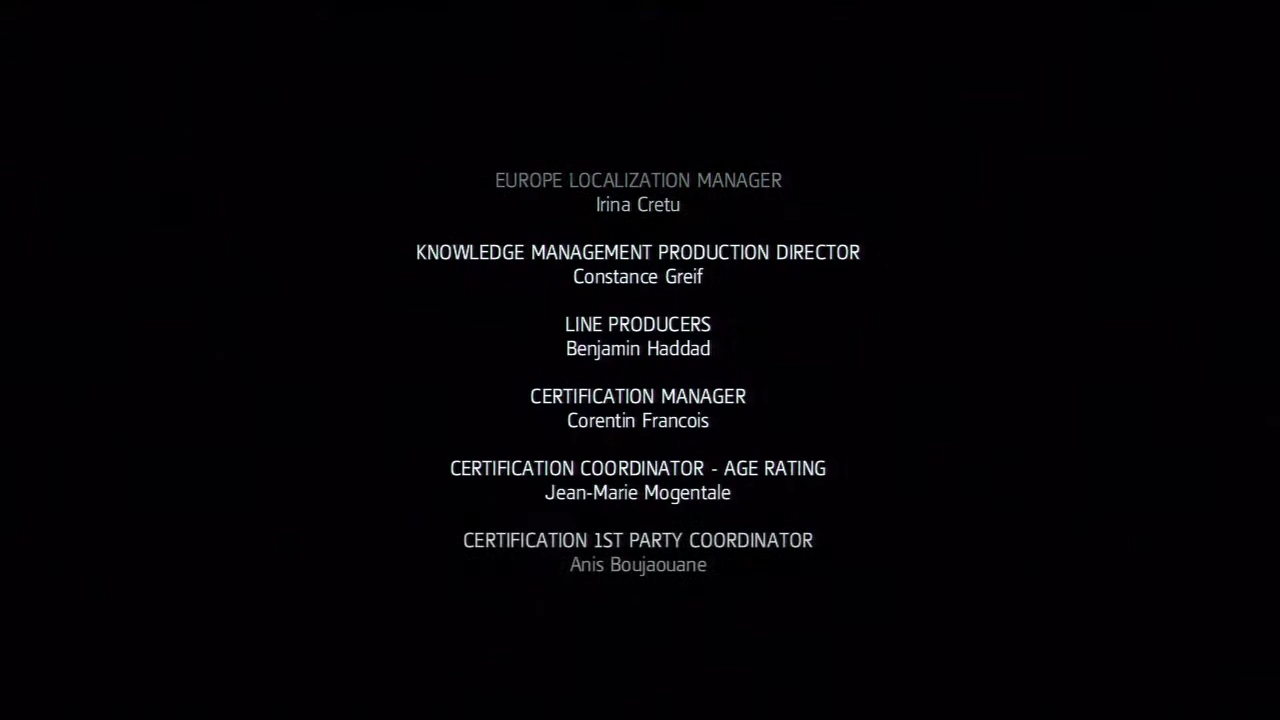 EUROPE LOCALIZATION MANAGER
Irina Cretu
KNOWLEDGE MANAGEMENT PRODUCTION DIRECTOR
Constance Greif
LINE PRODUCERS
Benjamin Haddad
CERTIFICATION MANAGER
Corentin Francois
CERTIFICATION COORDINATOR - AGE RATING
Jean-Marie Mogentale
CERTIFICATION 1ST PARTY COORDINATOR
Anis Boujaouane